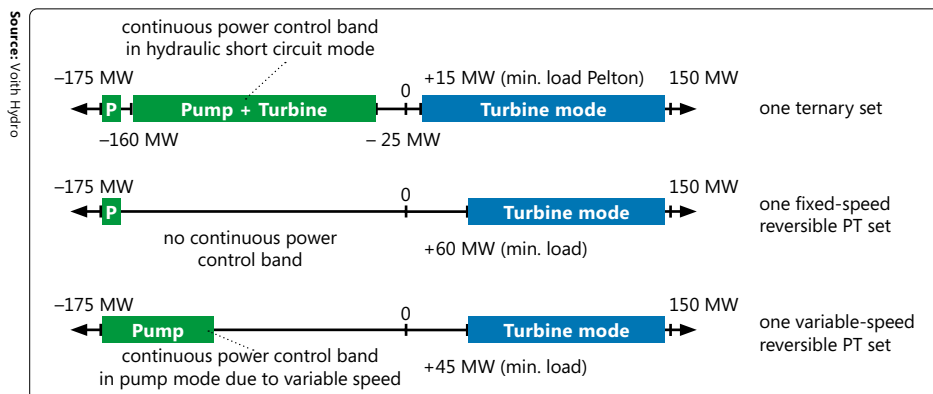 Source: Voith Hydro
continuous power control band
in hydraulic short circuit mode
–175 MW
0
+15 MW (min. load Pelton)
150 MW
P
Pump + Turbine
Turbine mode
one ternary set
–160 MW
– 25 MW
–175 MW
0
150 MW
P
Turbine mode
one fixed-speed
reversible PT set
no continuous power
control band
+60 MW (min. load)
–175 MW
0
150 MW
Pump
Turbine mode
one variable-speed
reversible PT set
continuous power control band
in pump mode due to variable speed
+45 MW (min. load)